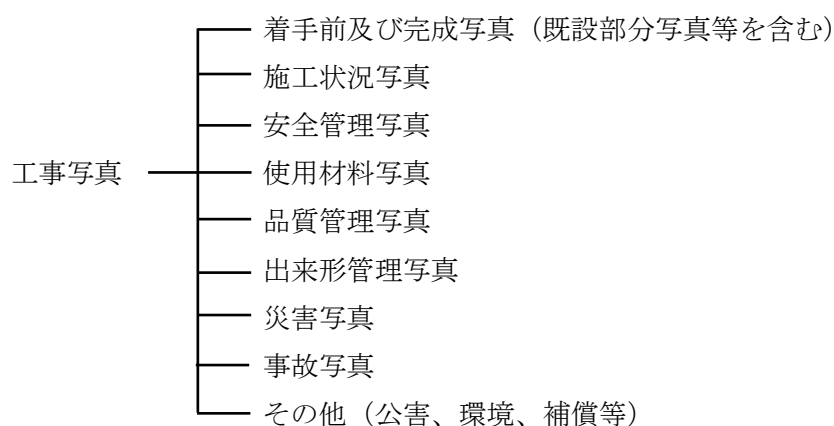 着手前及び完成写真（既設部分写真等を含む）
施工状況写真
安全管理写真
工事写真
使用材料写真
品質管理写真
出来形管理写真
災害写真
事故写真
その他（公害、環境、補償等）